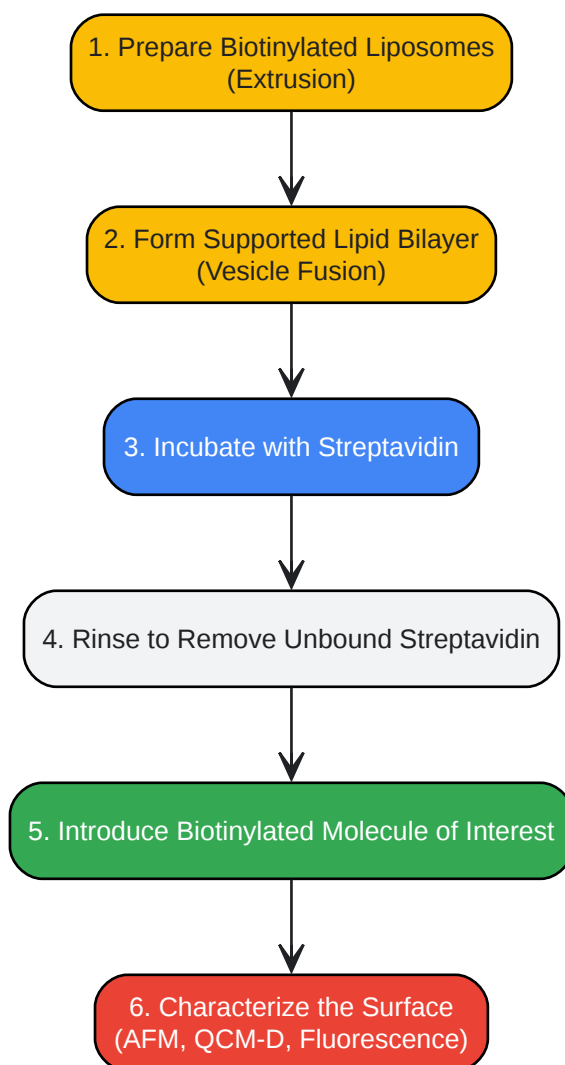 1. Prepare Biotinylated Liposomes
(Extrusion)
2. Form Supported Lipid Bilayer
(Vesicle Fusion)
3. Incubate with Streptavidin
4. Rinse to Remove Unbound Streptavidin
5. Introduce Biotinylated Molecule of Interest
6. Characterize the Surface
(AFM, QCM-D, Fluorescence)